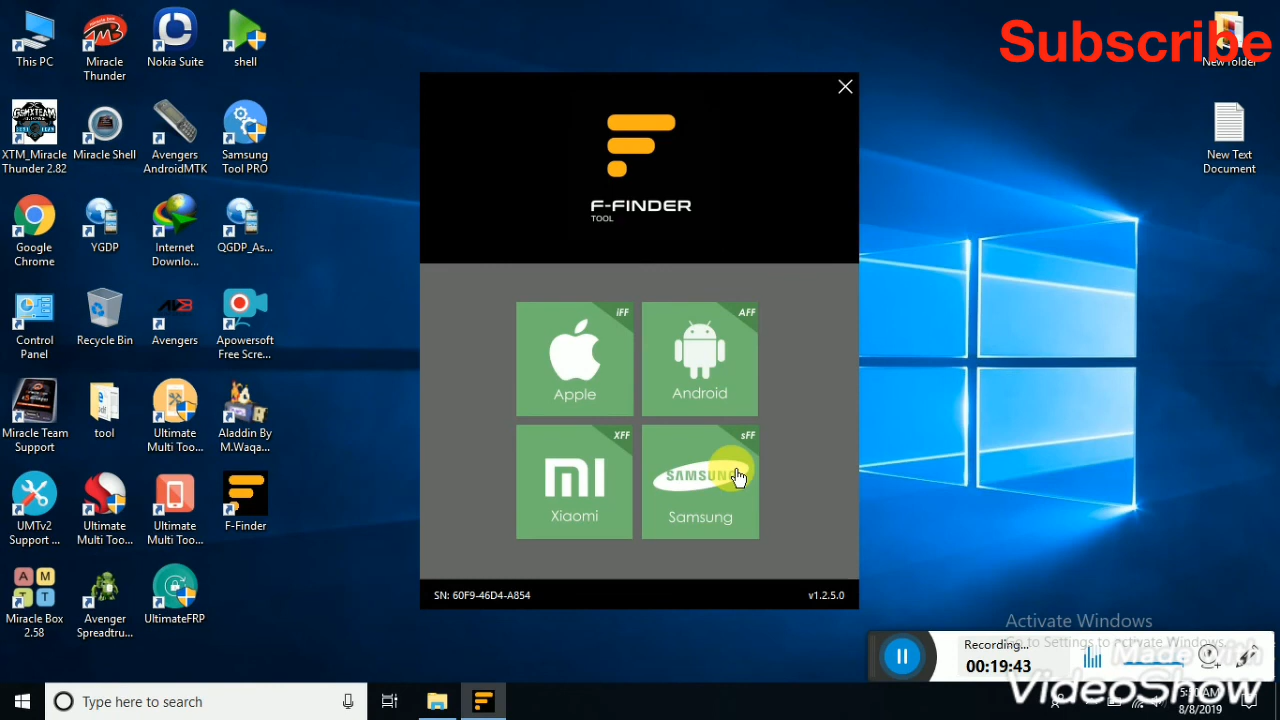 Subscribe
This PC
Miracle
Thunder
Nokia Suite
shell
New folder
GSMXTEAM
XTM_Miracle
Thunder 2.82
Miracle Shell
Avengers
AndroidMTK
Samsung
Tool PRO
New Text
Document
Google
Chrome
YGDP
Internet
Downlo...
QGDP_As...
Control
Panel
Recycle Bin
Avengers
Apowersoft
Free Scre...
Miracle Team
Support
tool
Ultimate
Multi Too...
Aladdin By
M.Waqa...
UMTv2
Support ...
Ultimate
Multi Too...
Ultimate
Multi Too...
F-Finder
A M
T S
Miracle Box
2.58
Avenger
Spreadtru...
UltimateFRP
F-FINDER
TOOL
iFF
Apple
AFF
Android
XFF
Xiaomi
sFF
SAMSUNG
Samsung
SN: 60F9-46D4-A854
v1.2.5.0
Activate Windows
Go to Settings to activate Windows.
Recording...
00:19:43
Made with
VideoShow
Type here to search
8/8/2019